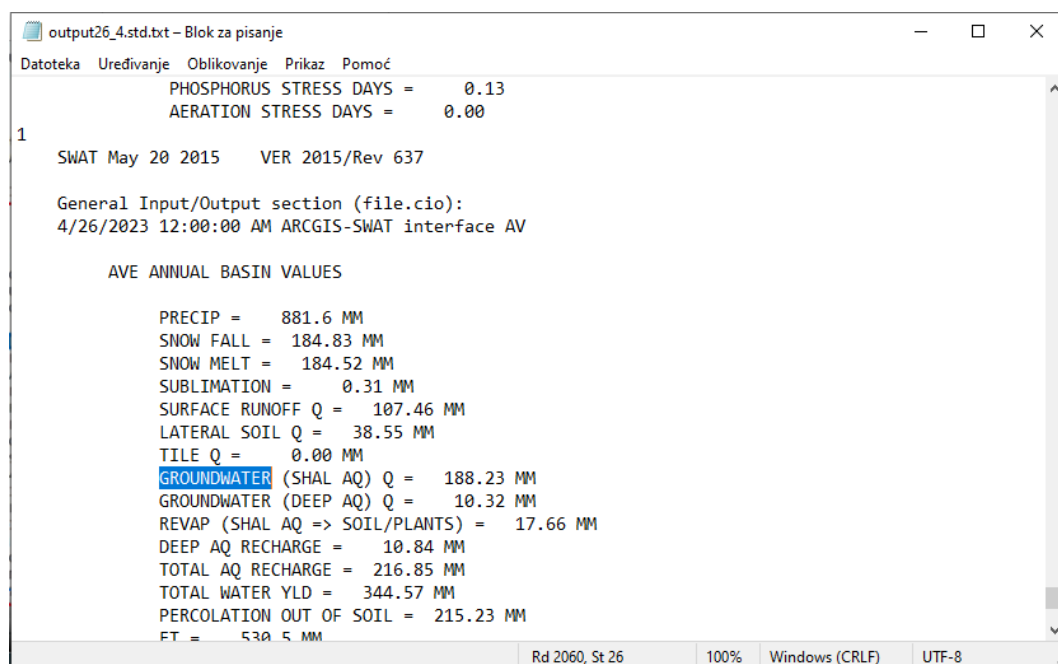 output26_4.std.txt – Blok za pisanje
Datoteka Uređivanje Oblikovanje Prikaz Pomoć
PHOSPHORUS STRESS DAYS = 0.13
AERATION STRESS DAYS = 0.00
1
SWAT May 20 2015 VER 2015/Rev 637
General Input/Output section (file.cio):
4/26/2023 12:00:00 AM ARCGIS-SWAT interface AV
AVE ANNUAL BASIN VALUES
PRECIP = 881.6 MM
SNOW FALL = 184.83 MM
SNOW MELT = 184.52 MM
SUBLIMATION = 0.31 MM
SURFACE RUNOFF Q = 107.46 MM
LATERAL SOIL Q = 38.55 MM
TILE Q = 0.00 MM
GROUNDWATER (SHAL AQ) Q = 188.23 MM
GROUNDWATER (DEEP AQ) Q = 10.32 MM
REVAP (SHAL AQ => SOIL/PLANTS) = 17.66 MM
DEEP AQ RECHARGE = 10.84 MM
TOTAL AQ RECHARGE = 216.85 MM
TOTAL WATER YLD = 344.57 MM
PERCOLATION OUT OF SOIL = 215.23 MM
ET = 530.5 MM
Rd 2060, St 26 100% Windows (CRLF) UTF-8